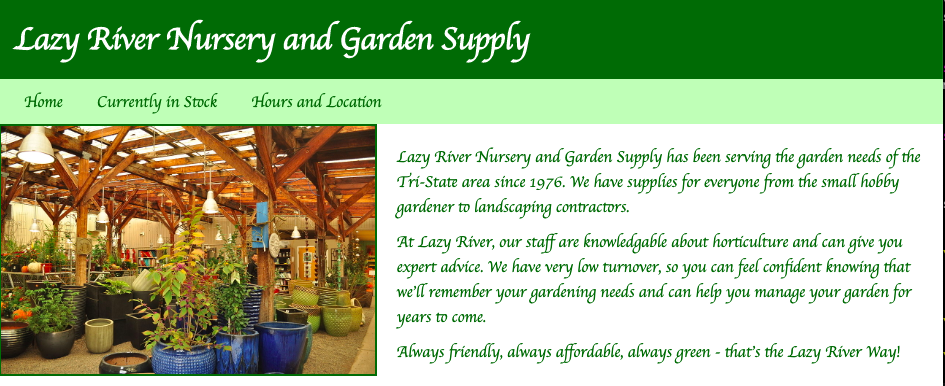 Lazy River Nursery and Garden Supply
Home Currently in Stock Hours and Location
Lazy River Nursery and Garden Supply has been serving the garden needs of the
Tri-State area since 1976. We have supplies for everyone from the small hobby
gardener to landscaping contractors.
At Lazy River, our staff are knowledgable about horticulture and can give you
expert advice. We have very low turnover, so you can feel confident knowing that
we'll remember your gardening needs and can help you manage your garden for
years to come.
Always friendly, always affordable, always green - that's the Lazy River Way!